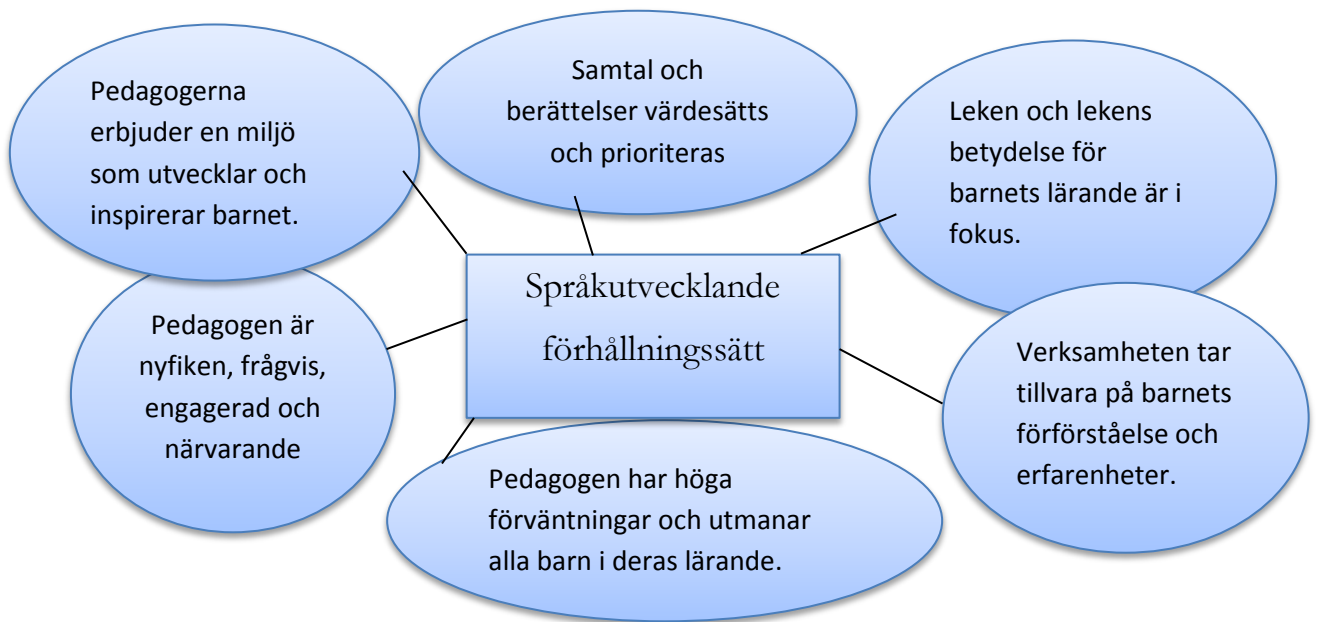 Pedagogerna
erbjuder en miljö
som utvecklar och
inspirerar barnet.
Samtal och
berättelser värdesätts
och prioriteras
Leken och lekens
betydelse för
barnets lärande är i
fokus.
Språkutvecklande
förhållningssätt
Pedagogen är
nyfiken, frågvis,
engagerad och
närvarande
Verksamheten tar
tillvara på barnets
förförståelse och
erfarenheter.
Pedagogen har höga
förväntningar och utmanar
alla barn i deras lärande.